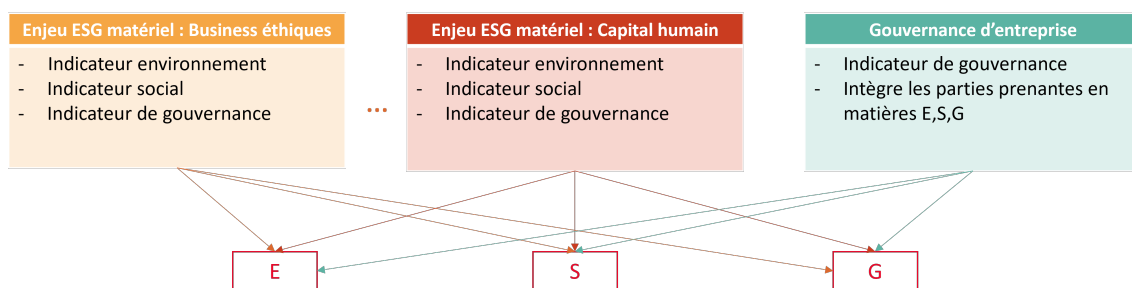 Enjeu ESG matériel : Business éthiques
- Indicateur environnement
- Indicateur social
- Indicateur de gouvernance
...
Enjeu ESG matériel : Capital humain
- Indicateur environnement
- Indicateur social
- Indicateur de gouvernance
Gouvernance d’entreprise
- Indicateur de gouvernance
- Intègre les parties prenantes en
matières E,S,G
E
S
G